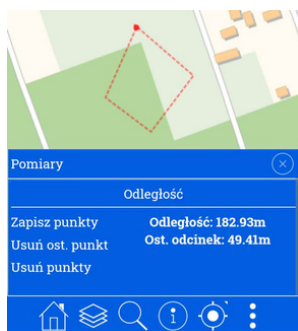 Pomiary
Odległość
Zapisz punkty
Odległość: 182.93m
Usuń ost. punkt
Ost. odcinek: 49.41m
Usuń punkty